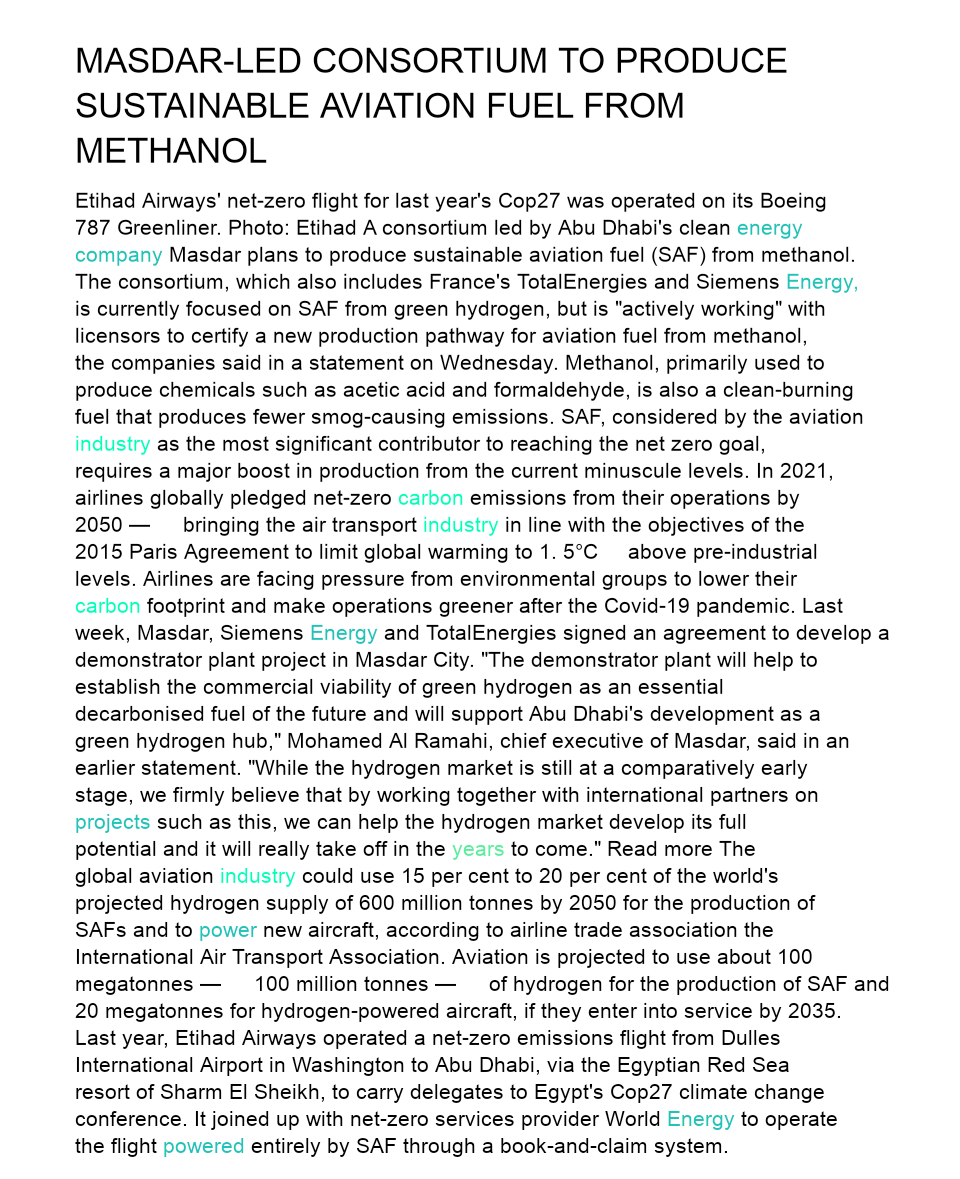 MASDAR-LED CONSORTIUM TO PRODUCE
SUSTAINABLE AVIATION FUEL FROM
METHANOL
Etihad Airways' net-zero flight for last year's Cop27 was operated on its Boeing
787 Greenliner. Photo: Etihad A consortium led by Abu Dhabi's clean energy
company Masdar plans to produce sustainable aviation fuel (SAF) from methanol.
The consortium, which also includes France's TotalEnergies and Siemens Energy,
is currently focused on SAF from green hydrogen, but is "actively working" with
licensors to certify a new production pathway for aviation fuel from methanol,
the companies said in a statement on Wednesday. Methanol, primarily used to
produce chemicals such as acetic acid and formaldehyde, is also a clean-burning
fuel that produces fewer smog-causing emissions. SAF, considered by the aviation
industry as the most significant contributor to reaching the net zero goal,
requires a major boost in production from the current minuscule levels. In 2021,
airlines globally pledged net-zero carbon emissions from their operations by
2050 — bringing the air transport industry in line with the objectives of the
2015 Paris Agreement to limit global warming to 1. 5°C above pre-industrial
levels. Airlines are facing pressure from environmental groups to lower their
carbon footprint and make operations greener after the Covid-19 pandemic. Last
week, Masdar, Siemens Energy and TotalEnergies signed an agreement to develop a
demonstrator plant project in Masdar City. "The demonstrator plant will help to
establish the commercial viability of green hydrogen as an essential
decarbonised fuel of the future and will support Abu Dhabi's development as a
green hydrogen hub," Mohamed Al Ramahi, chief executive of Masdar, said in an
earlier statement. "While the hydrogen market is still at a comparatively early
stage, we firmly believe that by working together with international partners on
projects such as this, we can help the hydrogen market develop its full
potential and it will really take off in the years to come." Read more The
global aviation industry could use 15 per cent to 20 per cent of the world's
projected hydrogen supply of 600 million tonnes by 2050 for the production of
SAFs and to power new aircraft, according to airline trade association the
International Air Transport Association. Aviation is projected to use about 100
megatonnes — 100 million tonnes — of hydrogen for the production of SAF and
20 megatonnes for hydrogen-powered aircraft, if they enter into service by 2035.
Last year, Etihad Airways operated a net-zero emissions flight from Dulles
International Airport in Washington to Abu Dhabi, via the Egyptian Red Sea
resort of Sharm El Sheikh, to carry delegates to Egypt's Cop27 climate change
conference. It joined up with net-zero services provider World Energy to operate
the flight powered entirely by SAF through a book-and-claim system.